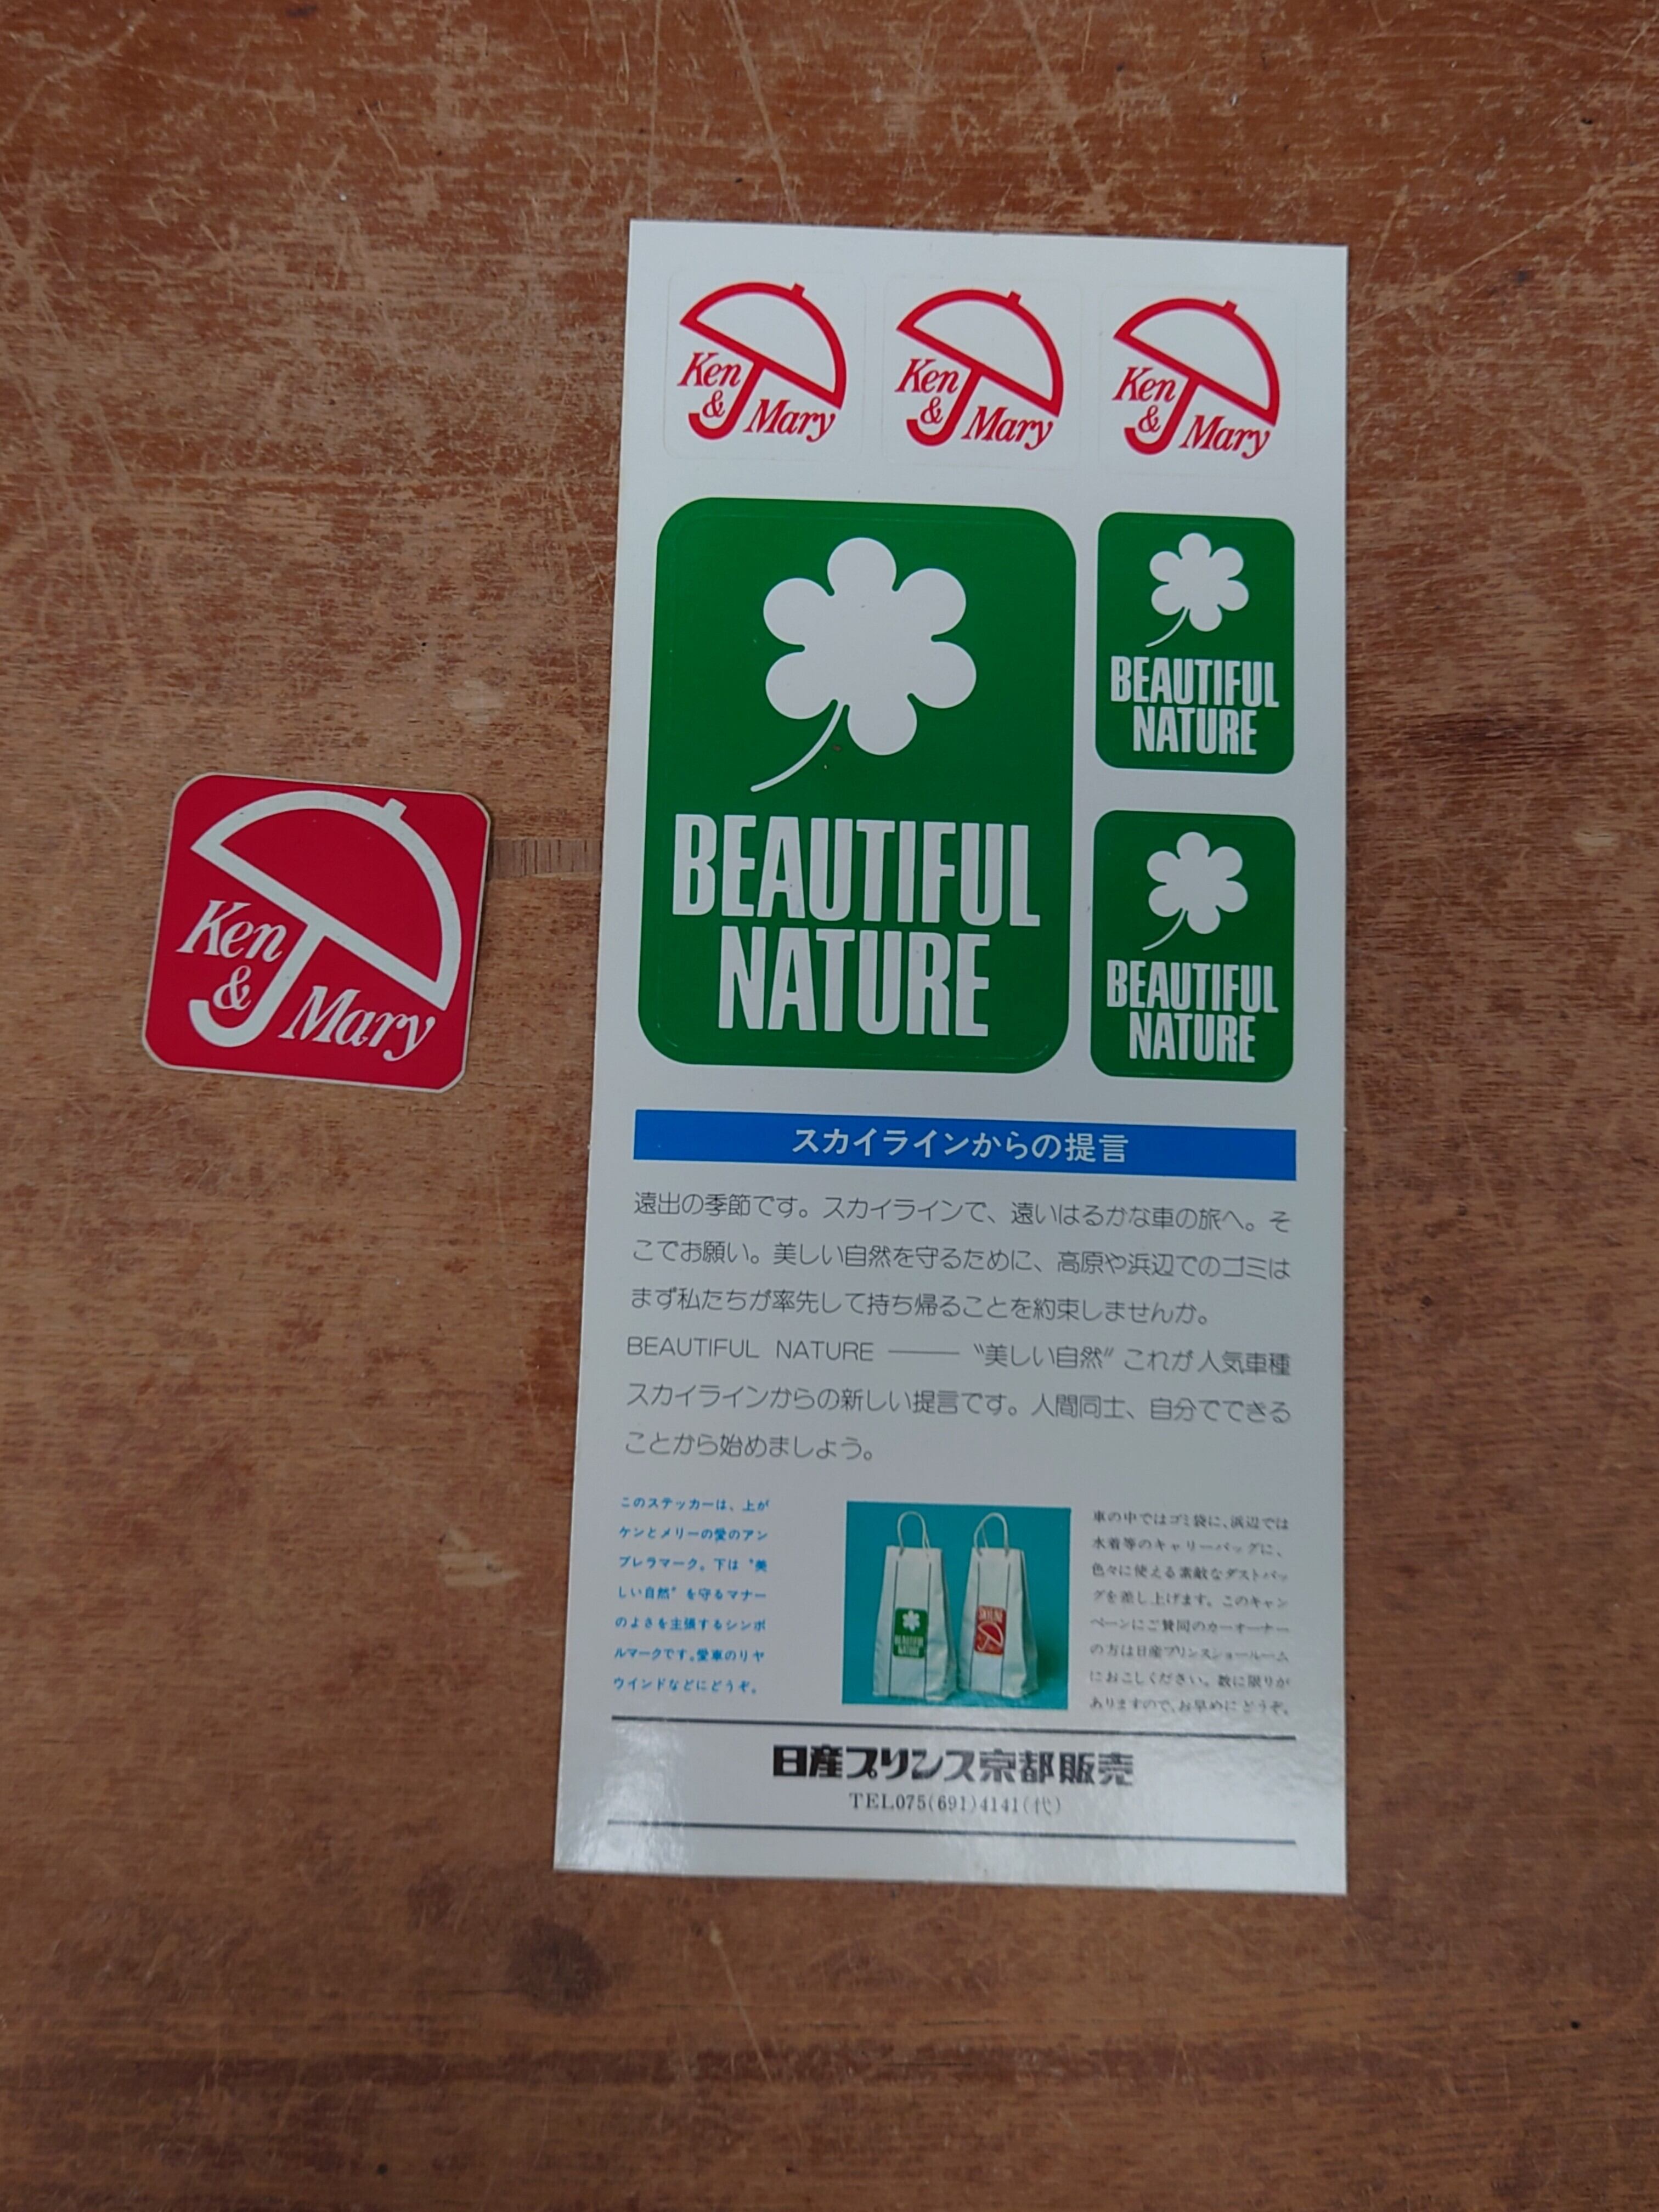 Ken
&
Mary
Ken
&
Mary
Ken
&
Mary
BEAUTIFUL
NATURE
BEAUTIFUL
NATURE
BEAUTIFUL
NATURE
Ken
&
Mary
スカイラインからの提言
遠出の季節です。スカイラインで、遠いはるかな車の旅へ。そ
こでお願い。美しい自然を守るために、高原や浜辺でのゴミは
まず私たちが率先して持ち帰ることを約束しませんか。
BEAUTIFUL NATURE ―― 〝美しい自然〞これが人気車種
スカイラインからの新しい提言です。人間同士、自分でできる
ことから始めましょう。
このステッカーは、上が
ケンとメリーの愛のアン
ブレラマーク。下は〝美
しい自然〞を守るマナー
のよさを主張するシンボ
ルマークです。愛車のリヤ
ウインドなどにどうぞ。
BEAUTIFUL
NATURE
車の中ではゴミ袋に、浜辺では
水着等のキャリーバッグに、
色々に使える素敵なダストバッ
グを差し上げます。このキャン
ペーンにご賛同のカーオーナー
の方は日産プリンスショールーム
におこしください。数に限りが
ありますので、お早めにどうぞ。
日産プリンス京都販売
TEL075(691)4141(代)